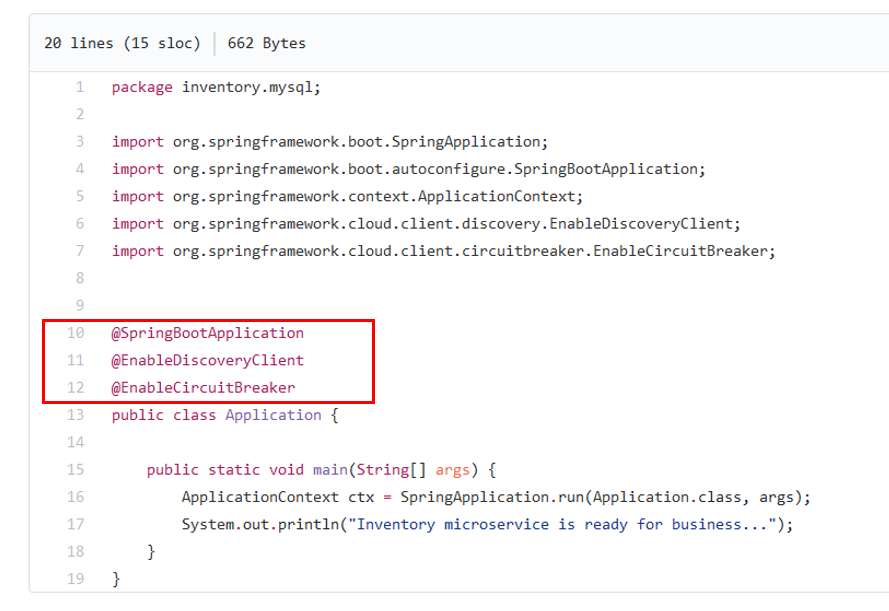 20 lines (15 sloc) 662 Bytes
1 package inventory.mysql;
2
3 import org.springframework.boot.SpringApplication;
4 import org.springframework.boot.autoconfigure.SpringBootApplication;
5 import org.springframework.context.ApplicationContext;
6 import org.springframework.cloud.client.discovery.EnableDiscoveryClient;
7 import org.springframework.cloud.client.circuitbreaker.EnableCircuitBreaker;
8
9
10 @SpringBootApplication
11 @EnableDiscoveryClient
12 @EnableCircuitBreaker
13 public class Application {
14
15     public static void main(String[] args) {
16         ApplicationContext ctx = SpringApplication.run(Application.class, args);
17         System.out.println("Inventory microservice is ready for business...");
18     }
19 }